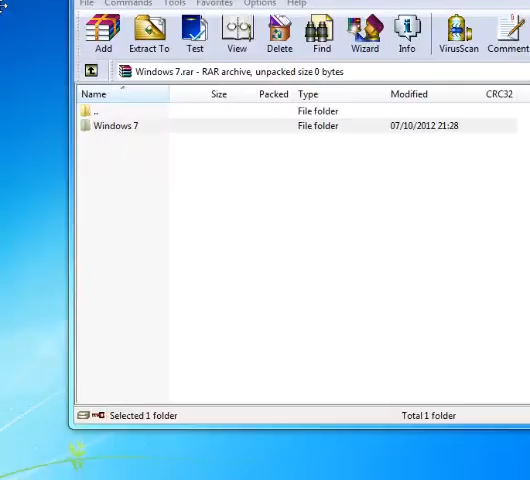 File Commands Tools Favorites Options Help
Add Extract To Test View Delete Find Wizard Info VirusScan Comment
Windows 7.rar - RAR archive, unpacked size 0 bytes
Name Size Packed Type Modified CRC32
.. File folder
Windows 7 File folder 07/10/2012 21:28
Selected 1 folder Total 1 folder